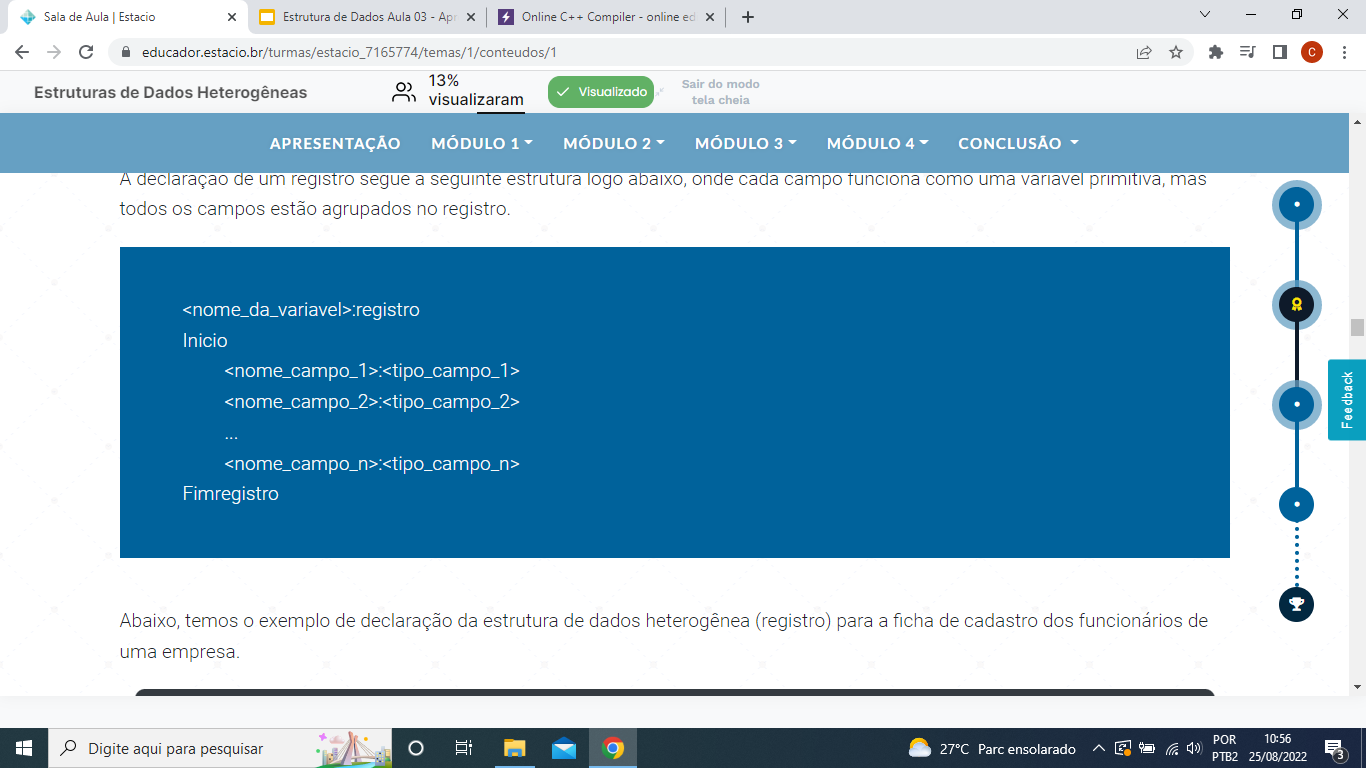 Sala de Aula | Estacio
Estrutura de Dados Aula 03 - Apr
Online C++ Compiler - online ed
educador.estacio.br/turmas/estacio_7165774/temas/1/conteudos/1
C
Estruturas de Dados Heterogêneas
13%
visualizaram
Visualizado
Sair do modo
tela cheia
APRESENTAÇÃO MÓDULO 1 MÓDULO 2 MÓDULO 3 MÓDULO 4 CONCLUSÃO
A declaração de um registro segue a seguinte estrutura logo abaixo, onde cada campo funciona como uma variável primitiva, mas
todos os campos estão agrupados no registro.
<nome_da_variavel>:registro
Inicio
<nome_campo_1>:<tipo_campo_1>
<nome_campo_2>:<tipo_campo_2>
...
<nome_campo_n>:<tipo_campo_n>
Fimregistro
Feedback
Abaixo, temos o exemplo de declaração da estrutura de dados heterogênea (registro) para a ficha de cadastro dos funcionários de
uma empresa.
Digite aqui para pesquisar
27°C Parc ensolarado
POR
PTB2
10:56
25/08/2022
3